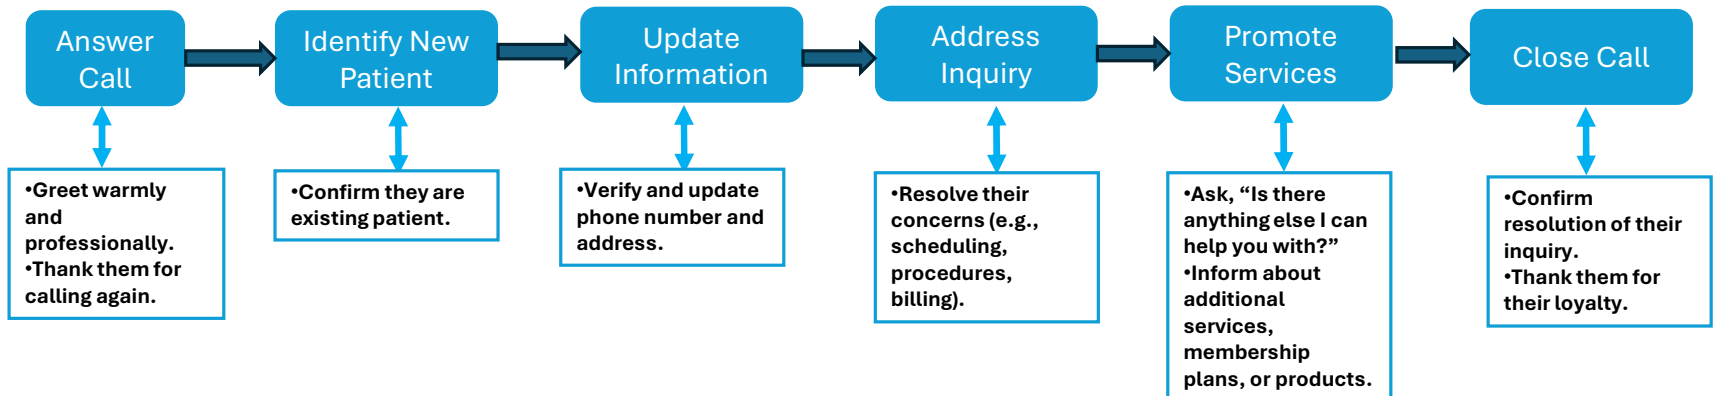 Answer
Call
Identify New
Patient
Update
Information
Address
Inquiry
Promote
Services
Close Call
•Greet warmly
and
professionally.
•Thank them for
calling again.
•Confirm they are
existing patient.
•Verify and update
phone number and
address.
•Resolve their
concerns (e.g.,
scheduling,
procedures,
billing).
•Ask, “Is there
anything else I can
help you with?”
•Inform about
additional
services,
membership
plans, or products.
•Confirm
resolution of their
inquiry.
•Thank them for
their loyalty.